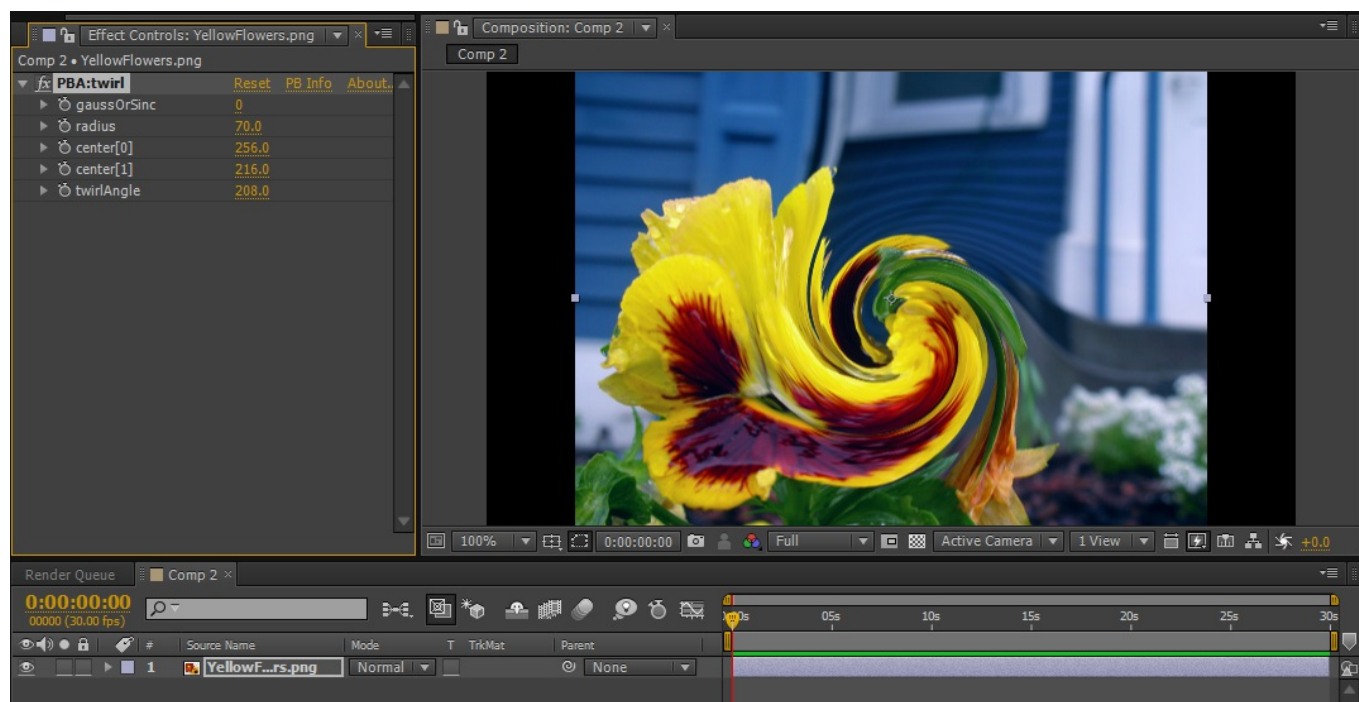 Effect Controls: YellowFlowers.png
Comp 2 • YellowFlowers.png
fx PBA:twirl Reset PB Info About..
gaussOrSinc 0
radius 70.0
center[0] 256.0
center[1] 216.0
twirlAngle 208.0
Composition: Comp 2
Comp 2
100% 0:00:00:00 Full Active Camera 1 View +0.0
Render Queue Comp 2
0:00:00:00
00000 (30.00 fps)
05s 10s 15s 20s 25s 30s
# Source Name Mode T TrkMat Parent
1 YellowF...rs.png Normal None